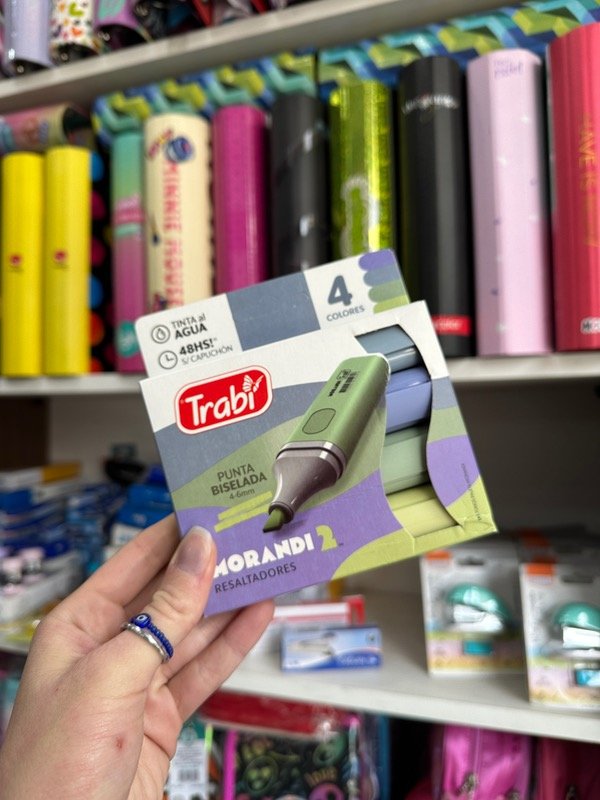 TINTA al
AGUA
48HS!
S/ CAPUCHÓN
4
COLORES
Trabi
PUNTA
BISELADA
4-6mm
MORANDI 2
RESALTADORES
MINNIE MOUSE